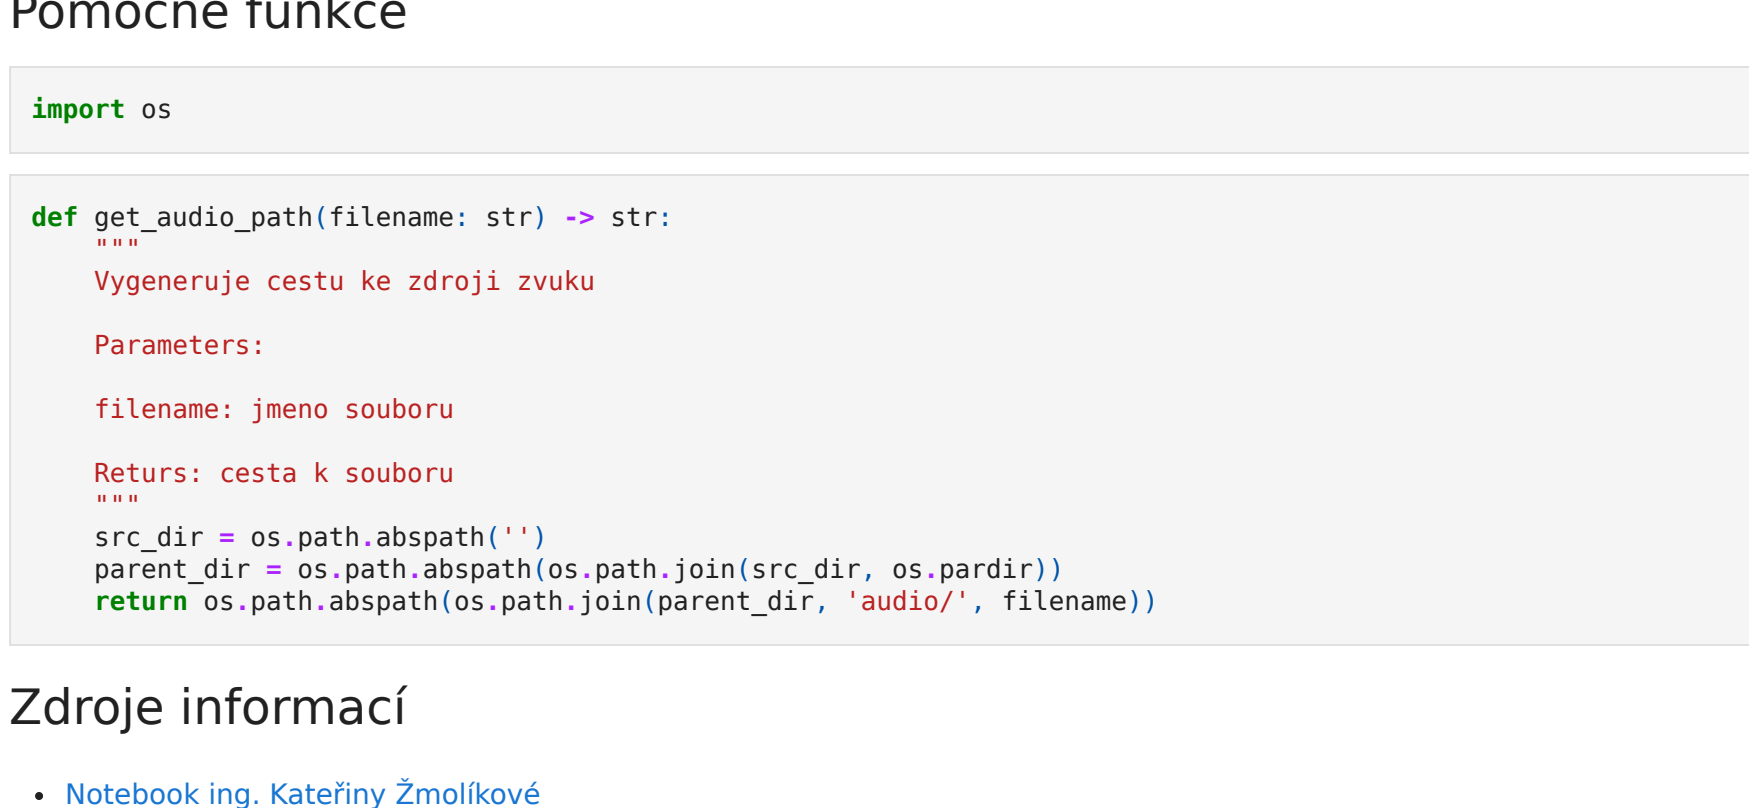 Pomocné funkce
import os
def get_audio_path(filename: str) -> str:
"""
Vygeneruje cestu ke zdroji zvuku
Parameters:
filename: jmeno souboru
Returs: cesta k souboru
"""
src_dir = os.path.abspath('')
parent_dir = os.path.abspath(os.path.join(src_dir, os.pardir))
return os.path.abspath(os.path.join(parent_dir, 'audio/', filename))
Zdroje informací
• Notebook ing. Kateřiny Žmolíkové